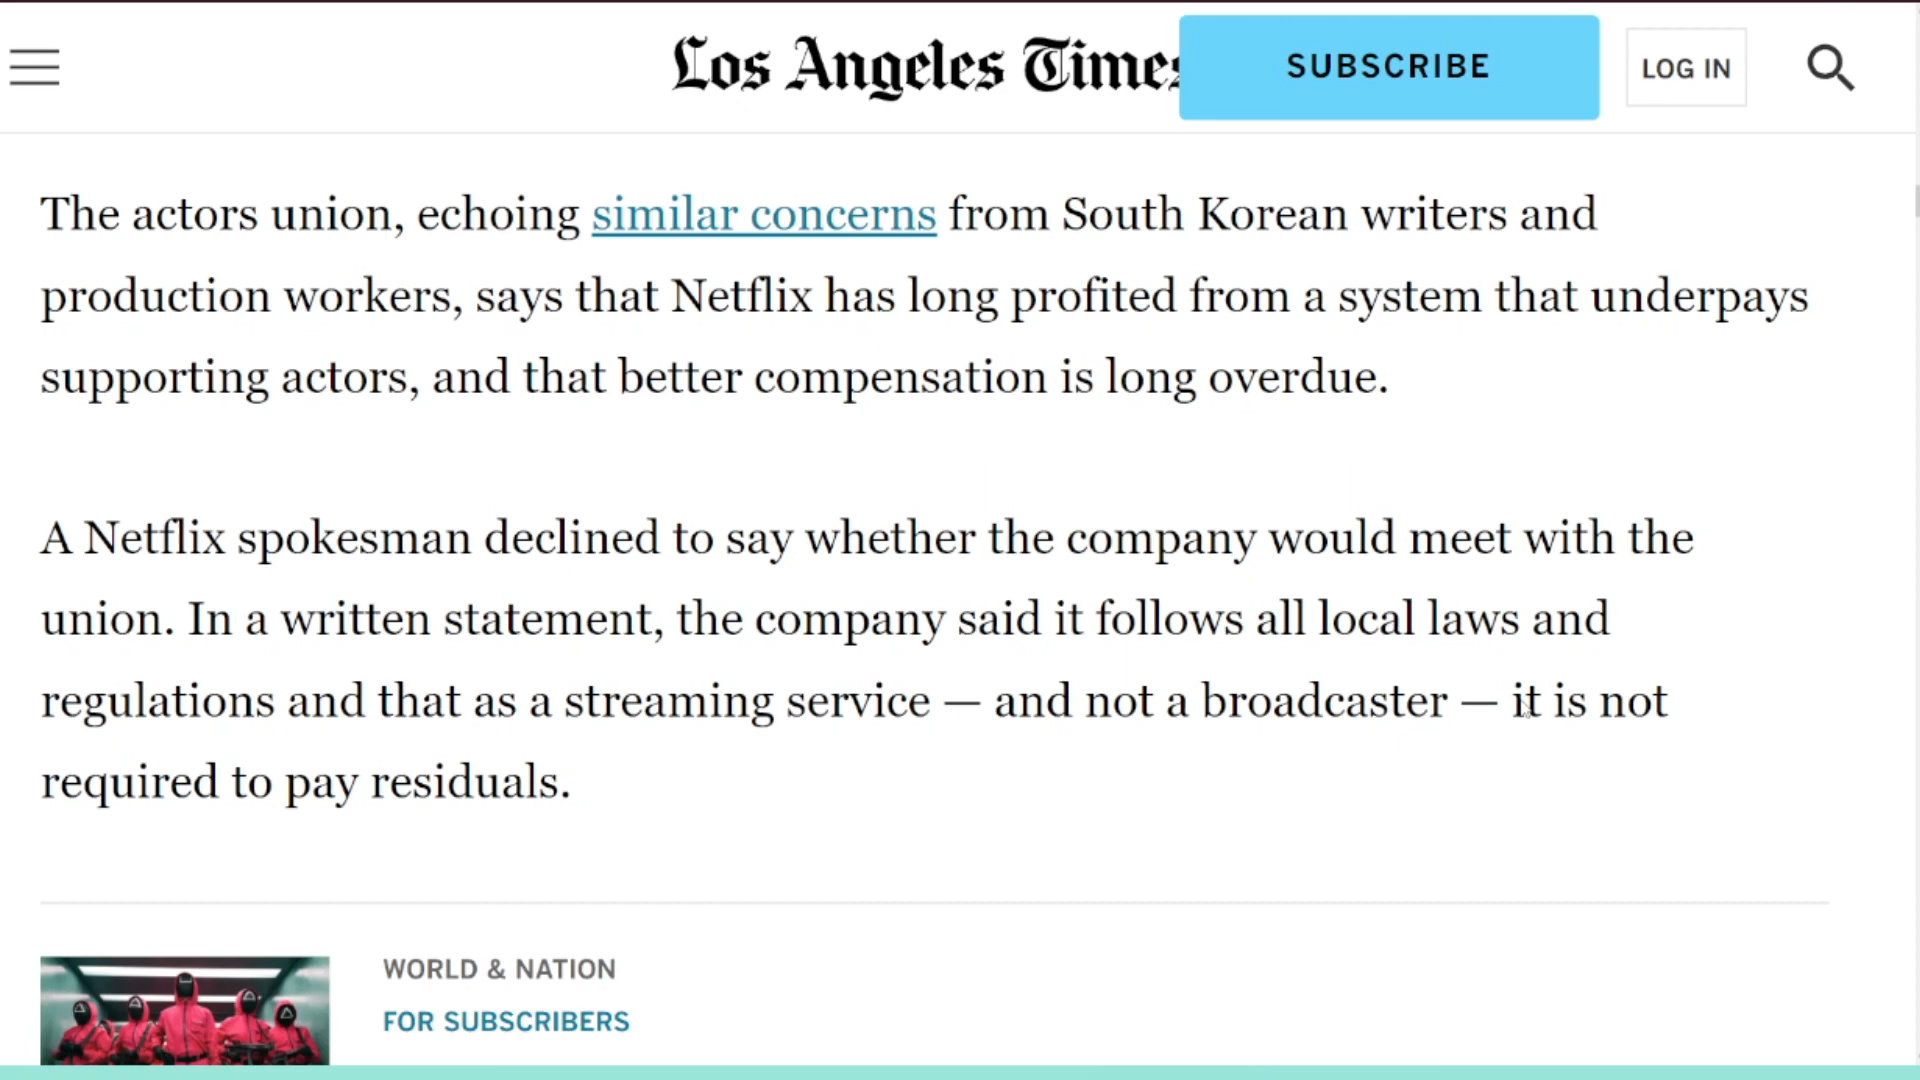 Los Angeles Times
SUBSCRIBE
LOG IN
The actors union, echoing similar concerns from South Korean writers and
production workers, says that Netflix has long profited from a system that underpays
supporting actors, and that better compensation is long overdue.
A Netflix spokesman declined to say whether the company would meet with the
union. In a written statement, the company said it follows all local laws and
regulations and that as a streaming service — and not a broadcaster — it is not
required to pay residuals.
WORLD & NATION
FOR SUBSCRIBERS